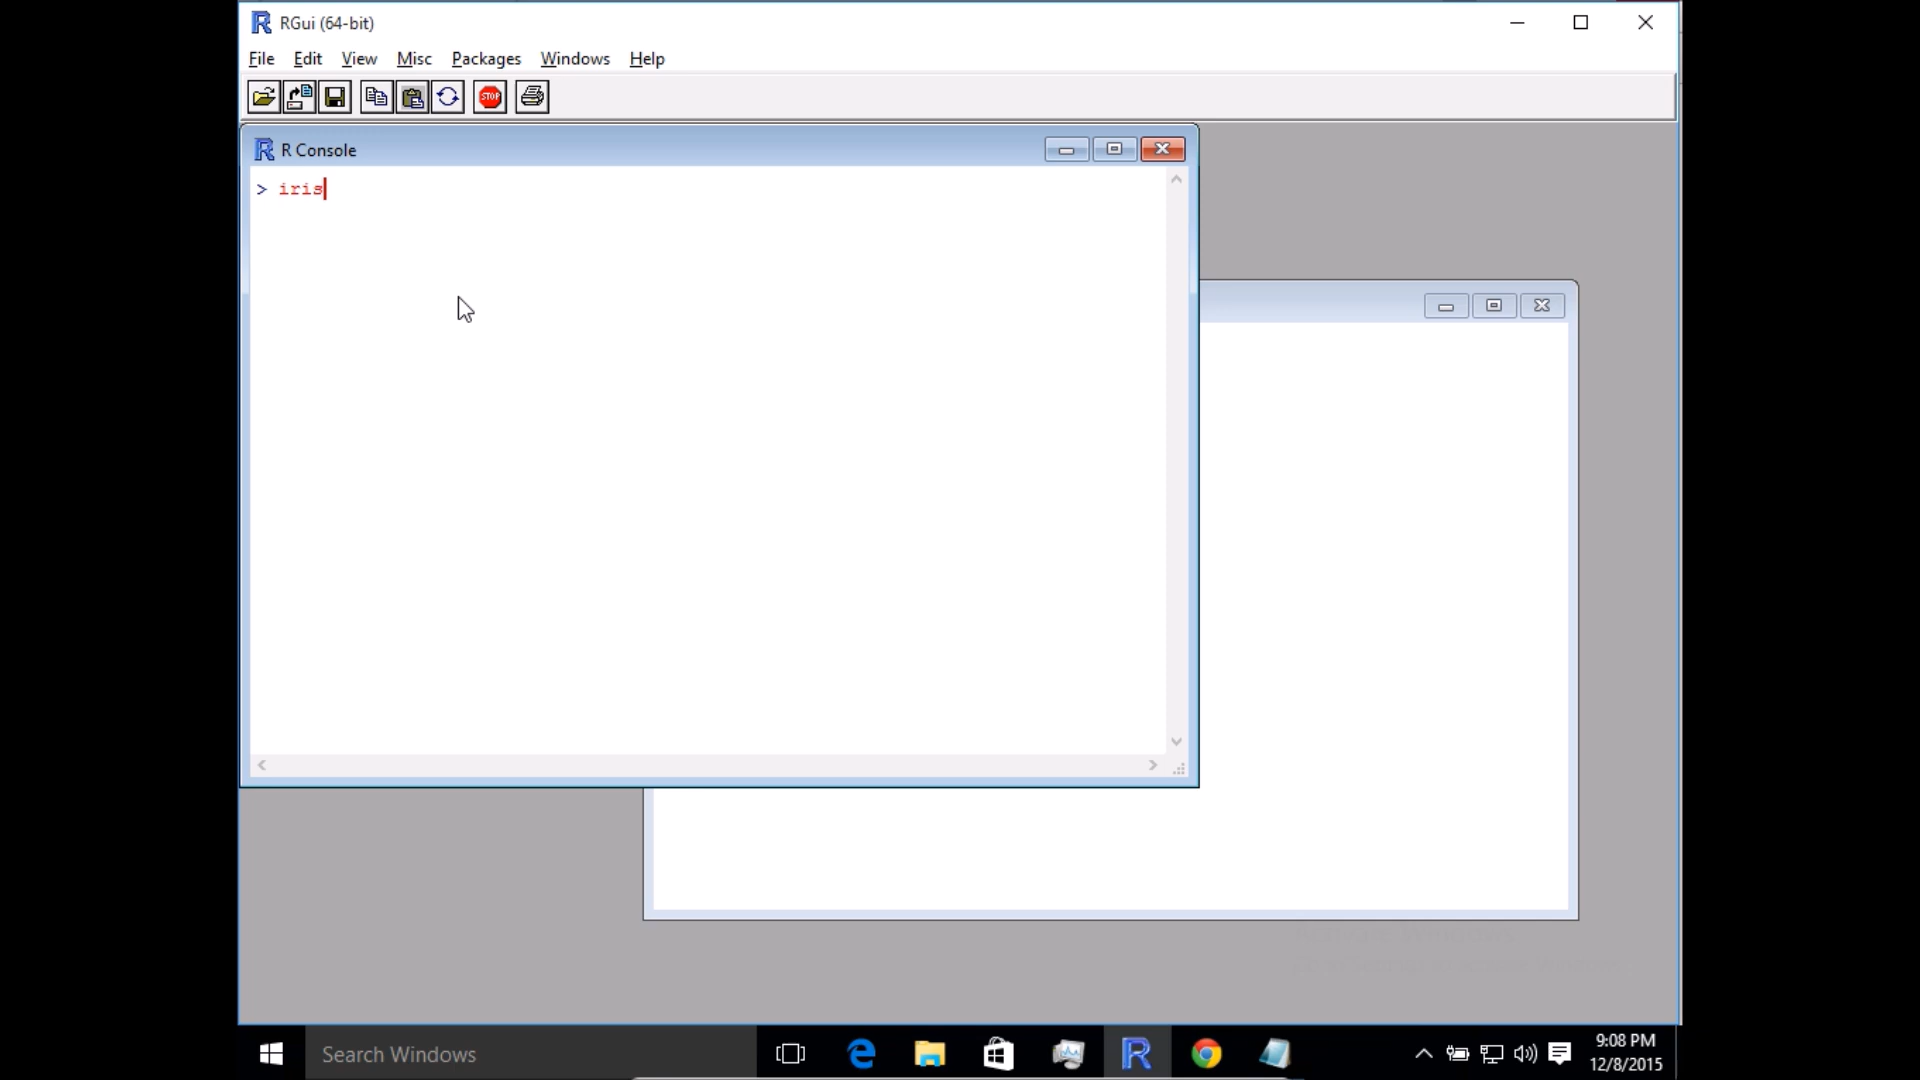 RGui (64-bit)
File Edit View Misc Packages Windows Help
STOP
R Console
> iris
Search Windows
9:08 PM
12/8/2015